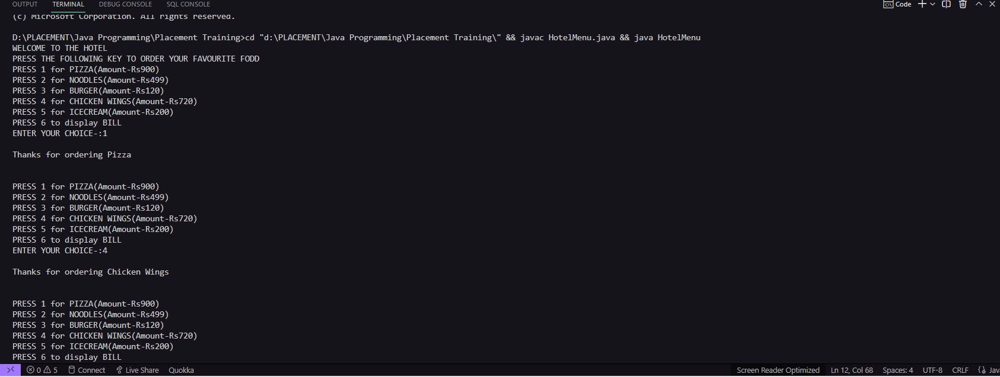 OUTPUT TERMINAL DEBUG CONSOLE SQL CONSOLE Code
(c) Microsoft Corporation. All rights reserved.
D:\PLACEMENT\Java Programming\Placement Training>cd "d:\PLACEMENT\Java Programming\Placement Training\" && javac HotelMenu.java && java HotelMenu
WELCOME TO THE HOTEL
PRESS THE FOLLOWING KEY TO ORDER YOUR FAVOURITE FODD
PRESS 1 for PIZZA(Amount-Rs900)
PRESS 2 for NOODLES(Amount-Rs499)
PRESS 3 for BURGER(Amount-Rs120)
PRESS 4 for CHICKEN WINGS(Amount-Rs720)
PRESS 5 for ICECREAM(Amount-Rs200)
PRESS 6 to display BILL
ENTER YOUR CHOICE-:1
Thanks for ordering Pizza
PRESS 1 for PIZZA(Amount-Rs900)
PRESS 2 for NOODLES(Amount-Rs499)
PRESS 3 for BURGER(Amount-Rs120)
PRESS 4 for CHICKEN WINGS(Amount-Rs720)
PRESS 5 for ICECREAM(Amount-Rs200)
PRESS 6 to display BILL
ENTER YOUR CHOICE-:4
Thanks for ordering Chicken Wings
PRESS 1 for PIZZA(Amount-Rs900)
PRESS 2 for NOODLES(Amount-Rs499)
PRESS 3 for BURGER(Amount-Rs120)
PRESS 4 for CHICKEN WINGS(Amount-Rs720)
PRESS 5 for ICECREAM(Amount-Rs200)
PRESS 6 to display BILL
0 5 Connect Live Share Quokka Screen Reader Optimized Ln 12, Col 68 Spaces: 4 UTF-8 CRLF Jav